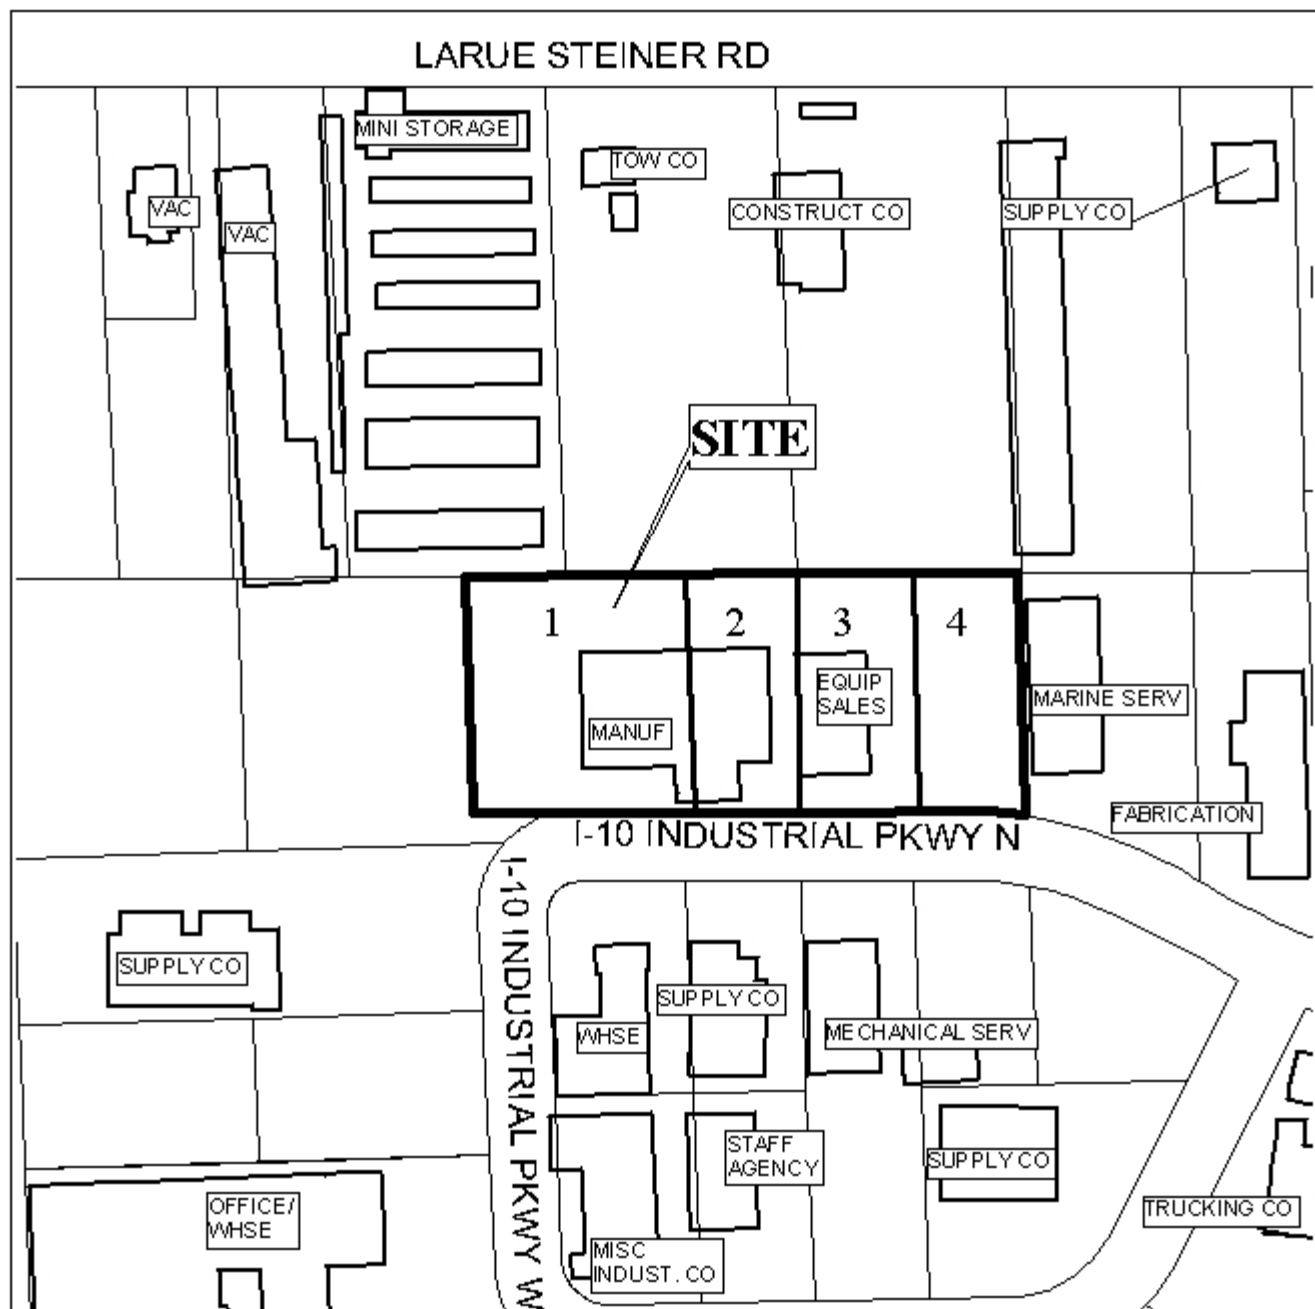 LARUE STEINER RD
MINI STORAGE
TOW CO
VAC
VAC
CONSTRUCT CO
SUPPLY CO
SITE
1
2
3
4
EQUIP
SALES
MANUF
MARINE SERV
FABRICATION
I-10 INDUSTRIAL PKWY N
I-10 INDUSTRIAL PKWY W
SUPPLY CO
SUPPLY CO
WHSE
MECHANICAL SERV
STAFF
AGENCY
SUPPLY CO
OFFICE/
WHSE
TRUCKING CO
MISC
INDUST. CO